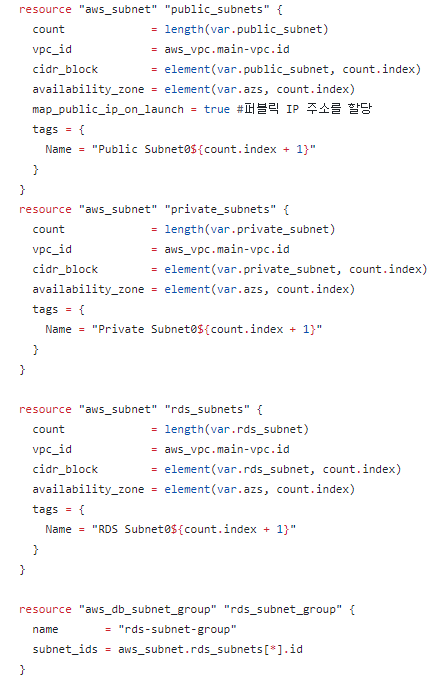 resource "aws_subnet" "public_subnets" {
  count             = length(var.public_subnet)
  vpc_id            = aws_vpc.main-vpc.id
  cidr_block        = element(var.public_subnet, count.index)
  availability_zone = element(var.azs, count.index)
  map_public_ip_on_launch = true #퍼블릭 IP 주소를 할당
  tags = {
    Name = "Public Subnet0${count.index + 1}"
  }
}
resource "aws_subnet" "private_subnets" {
  count             = length(var.private_subnet)
  vpc_id            = aws_vpc.main-vpc.id
  cidr_block        = element(var.private_subnet, count.index)
  availability_zone = element(var.azs, count.index)
  tags = {
    Name = "Private Subnet0${count.index + 1}"
  }
}

resource "aws_subnet" "rds_subnets" {
  count             = length(var.rds_subnet)
  vpc_id            = aws_vpc.main-vpc.id
  cidr_block        = element(var.rds_subnet, count.index)
  availability_zone = element(var.azs, count.index)
  tags = {
    Name = "RDS Subnet0${count.index + 1}"
  }
}

resource "aws_db_subnet_group" "rds_subnet_group" {
  name       = "rds-subnet-group"
  subnet_ids = aws_subnet.rds_subnets[*].id
}